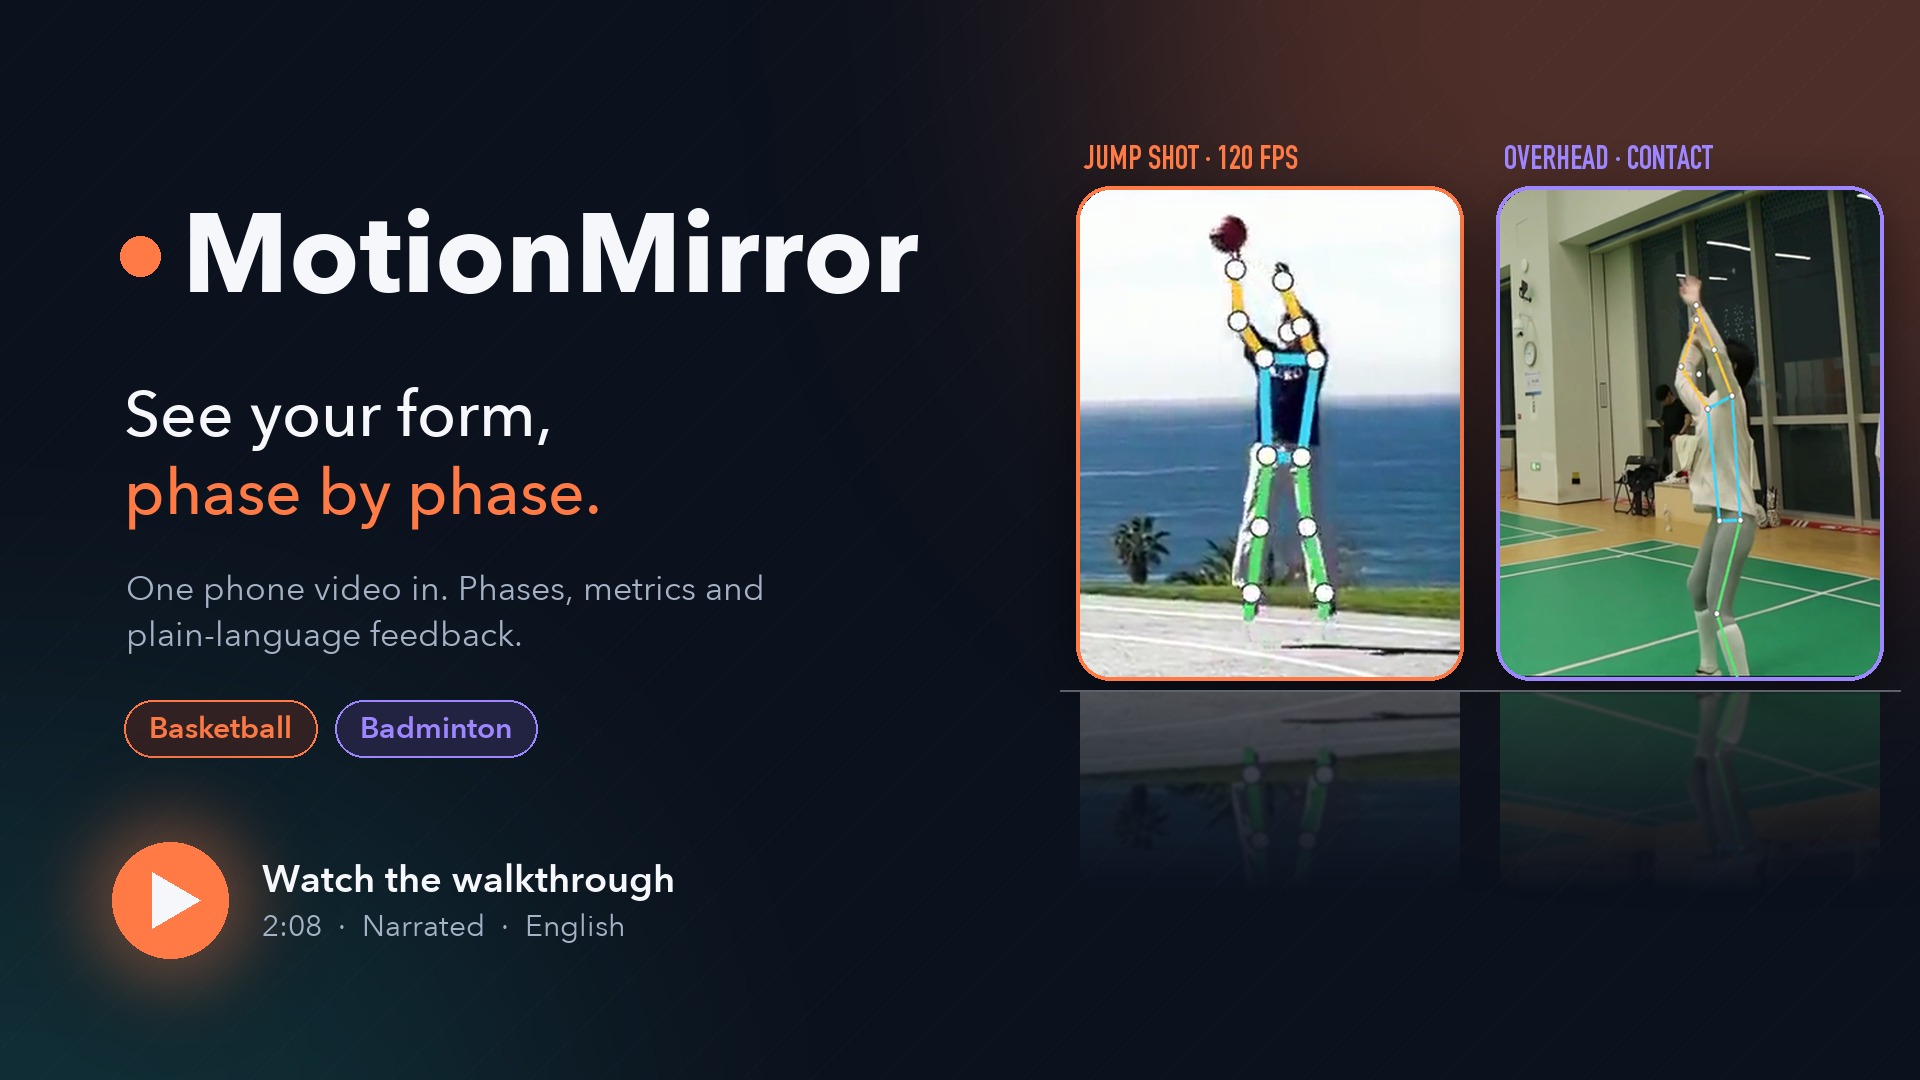 MotionMirror
See your form,
phase by phase.
One phone video in. Phases, metrics and
plain-language feedback.
Basketball
Badminton
Watch the walkthrough
2:08 · Narrated · English
JUMP SHOT · 120 FPS
OVERHEAD · CONTACT